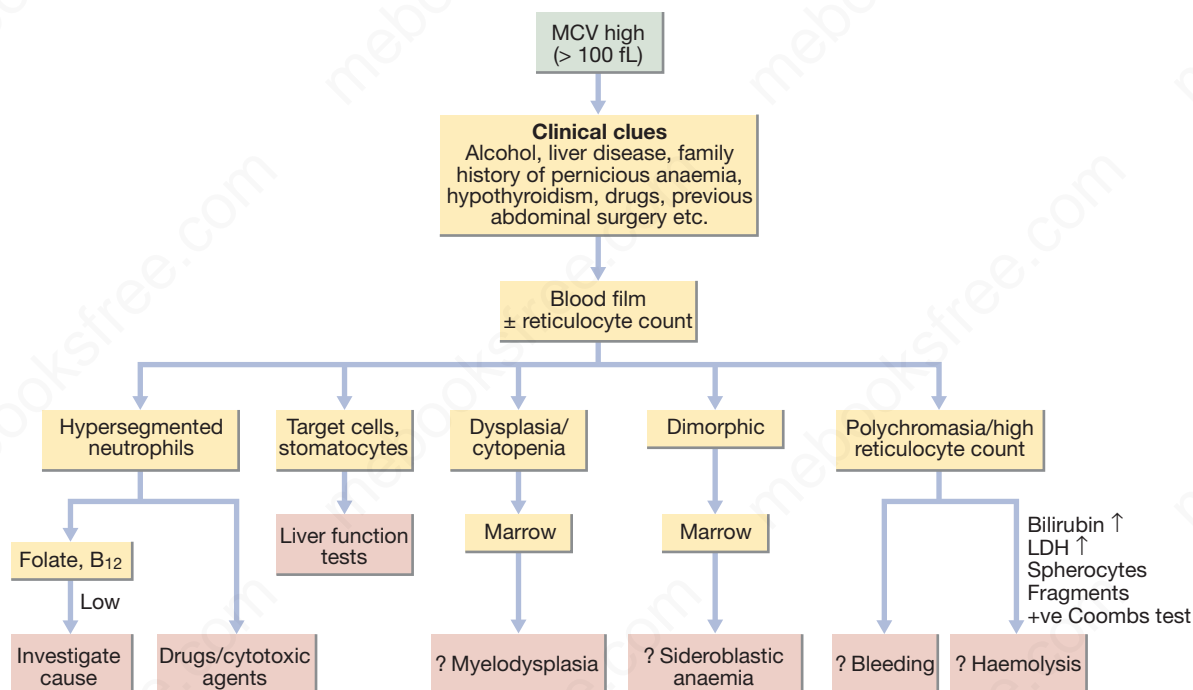 MCV high
(> 100 fL)
Clinical clues
Alcohol, liver disease, family
history of pernicious anaemia,
hypothyroidism, drugs, previous
abdominal surgery etc.
Blood film
± reticulocyte count
Hypersegmented
neutrophils
Target cells,
stomatocytes
Dysplasia/
cytopenia
Dimorphic
Polychromasia/high
reticulocyte count
Folate, B12
Low
Liver function
tests
Marrow
Marrow
Bilirubin ↑
LDH ↑
Spherocytes
Fragments
+ve Coombs test
Investigate
cause
Drugs/cytotoxic
agents
? Myelodysplasia
? Sideroblastic
anaemia
? Bleeding
? Haemolysis
mebooksfree.com